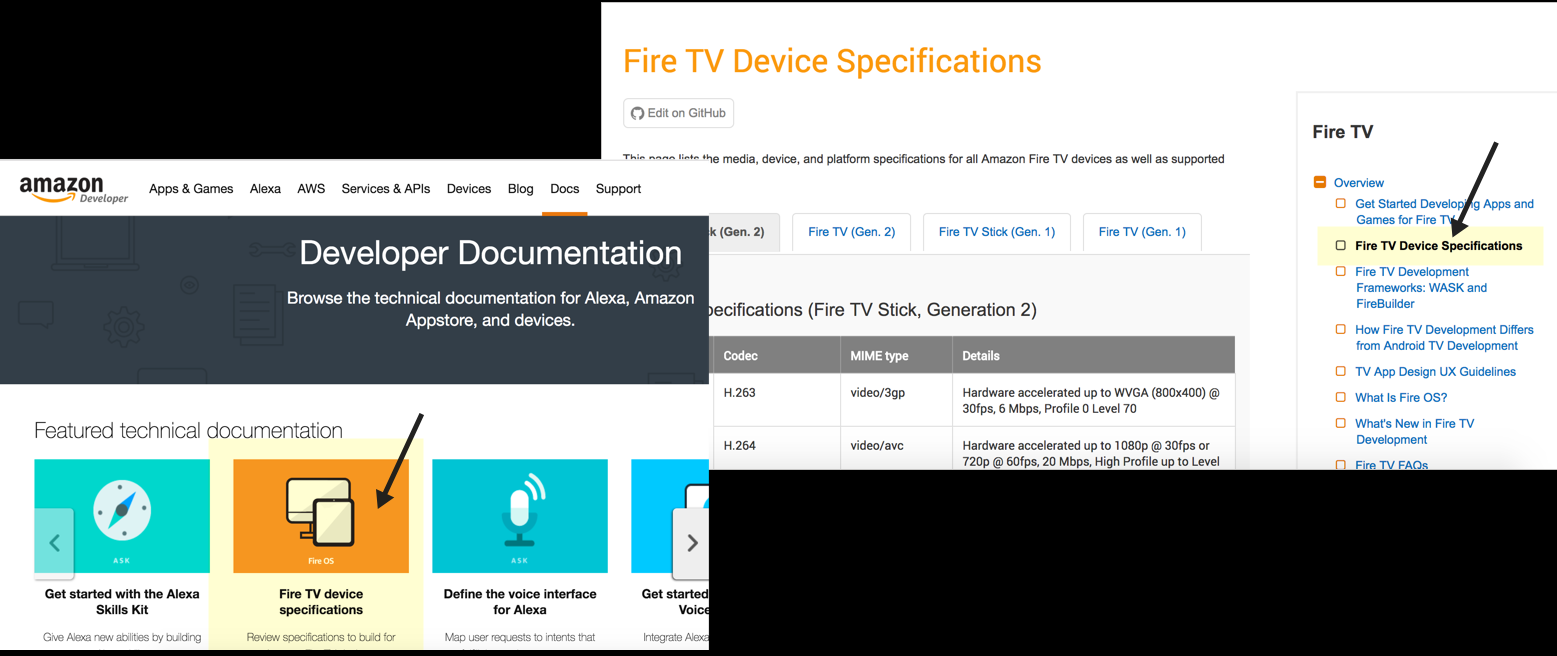 Fire TV Device Specifications
Edit on GitHub
This page lists the media, device, and platform specifications for all Amazon Fire TV devices as well as supported
k (Gen. 2)
Fire TV (Gen. 2)
Fire TV Stick (Gen. 1)
Fire TV (Gen. 1)
pecifications (Fire TV Stick, Generation 2)
Codec MIME type Details
H.263 video/3gp Hardware accelerated up to WVGA (800x400) @
30fps, 6 Mbps, Profile 0 Level 70
H.264 video/avc Hardware accelerated up to 1080p @ 30fps or
720p @ 60fps, 20 Mbps, High Profile up to Level
Fire TV
Overview
Get Started Developing Apps and
Games for Fire TV
Fire TV Device Specifications
Fire TV Development
Frameworks: WASK and
FireBuilder
How Fire TV Development Differs
from Android TV Development
TV App Design UX Guidelines
What Is Fire OS?
What's New in Fire TV
Development
Fire TV FAQs
amazon
Developer
Apps & Games Alexa AWS Services & APIs Devices Blog Docs Support
Developer Documentation
Browse the technical documentation for Alexa, Amazon
Appstore, and devices.
Featured technical documentation
ASK
Get started with the Alexa
Skills Kit
Give Alexa new abilities by building
Fire OS
Fire TV device
specifications
Review specifications to build for
ASK
Define the voice interface
for Alexa
Map user requests to intents that
Get started
Voice
Integrate Alexa